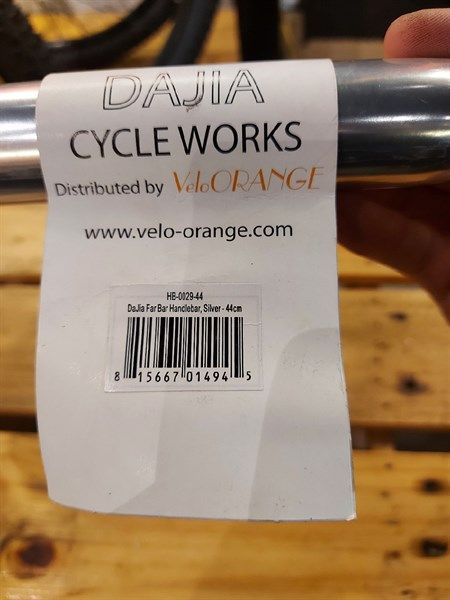 DAJIA
CYCLE WORKS
Distributed by VeloORANGE
www.velo-orange.com
HB-0029-44
DaJia Far Bar Handlebar, Silver - 44cm
8 15667 01494 5